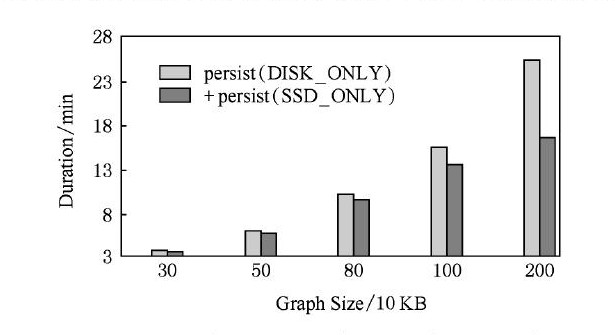 28
23
18
13
8
3
Duration/min
persist(DISK_ONLY)
+persist(SSD_ONLY)
30 50 80 100 200
Graph Size/10 KB